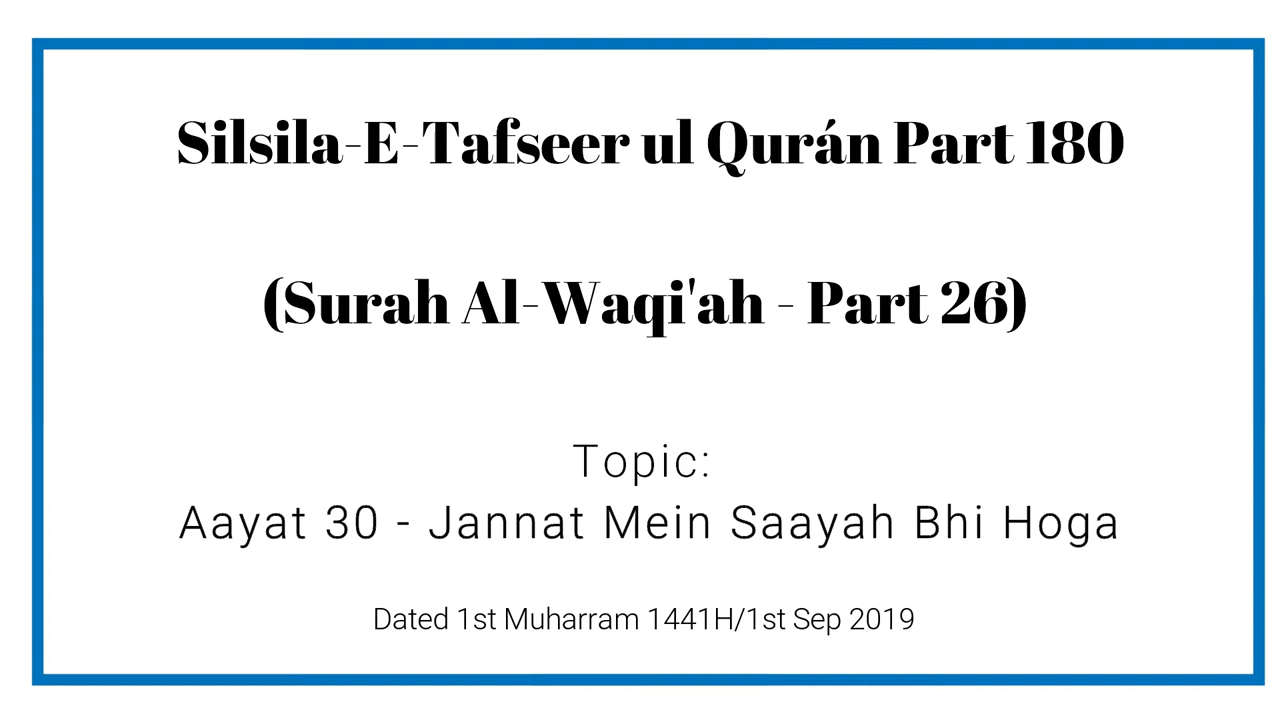 Silsila-E-Tafseer ul Qurán Part 180
(Surah Al-Waqi'ah - Part 26)
Topic:
Aayat 30 - Jannat Mein Saayah Bhi Hoga
Dated 1st Muharram 1441H/1st Sep 2019